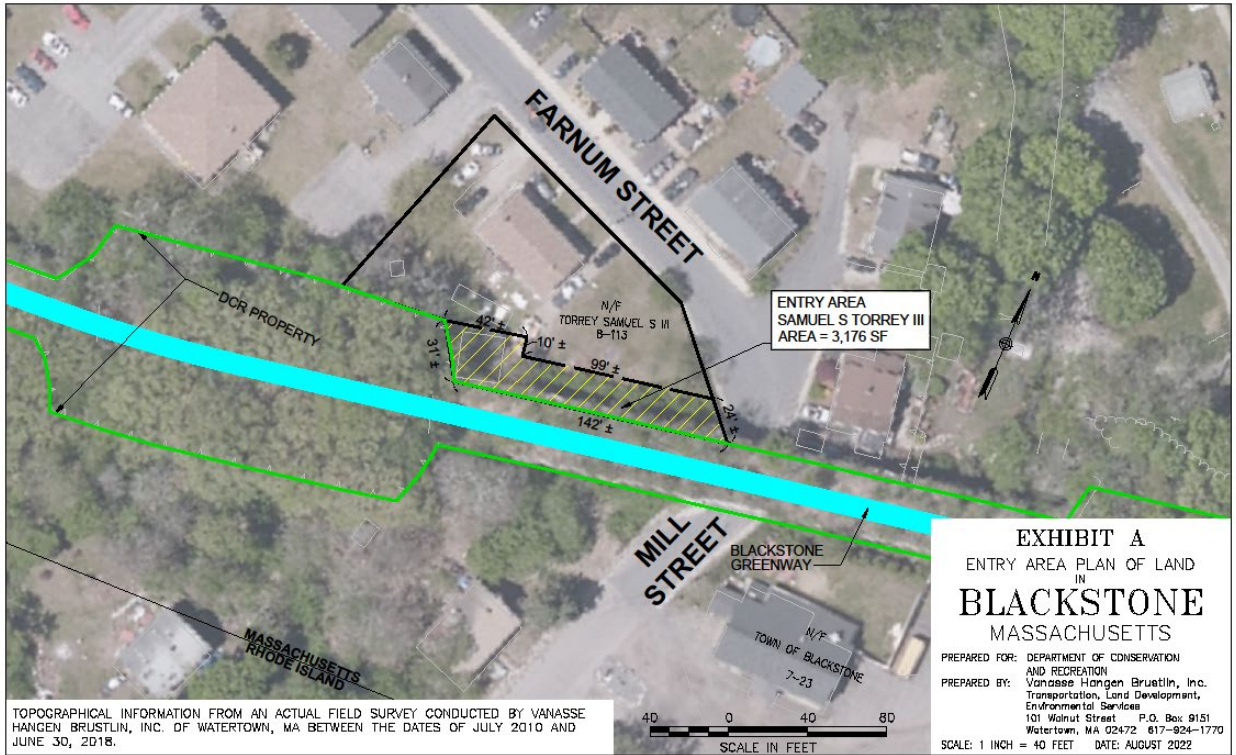 FARNUM STREET
DCR PROPERTY
N/F
TORREY SAMUEL S III
8-113
ENTRY AREA
SAMUEL S TORREY III
AREA = 3,176 SF
N
42' ±
10' ±
31' ±
99' ±
142' ±
24' ±
MILL
STREET
BLACKSTONE
GREENWAY
N/F
TOWN OF BLACKSTONE
7-23
MASSACHUSETTS
RHODE ISLAND
TOPOGRAPHICAL INFORMATION FROM AN ACTUAL FIELD SURVEY CONDUCTED BY VANASSE
HANGEN BRUSTLIN, INC. OF WATERTOWN, MA BETWEEN THE DATES OF JULY 2010 AND
JUNE 30, 2018.
40 0 40 80
SCALE IN FEET
EXHIBIT A
ENTRY AREA PLAN OF LAND
IN
BLACKSTONE
MASSACHUSETTS
PREPARED FOR: DEPARTMENT OF CONSERVATION
AND RECREATION
PREPARED BY: Vanasse Hangen Brustlin, Inc.
Transportation, Land Development,
Environmental Services
101 Walnut Street P.O. Box 9151
Watertown, MA 02472 617-924-1770
SCALE: 1 INCH = 40 FEET DATE: AUGUST 2022